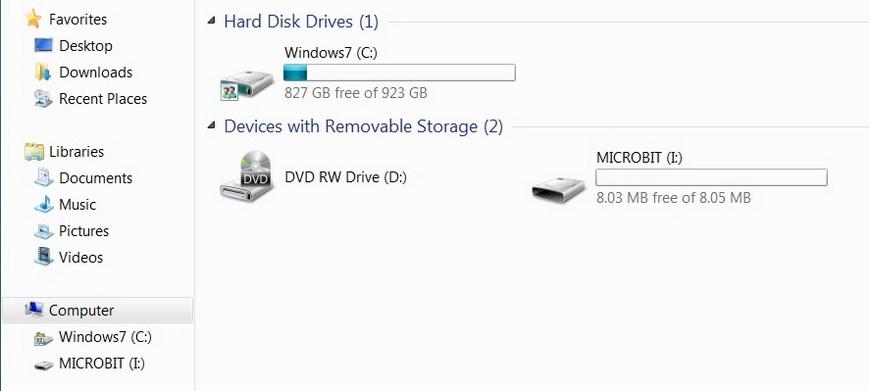 Favorites
Desktop
Downloads
Recent Places
Libraries
Documents
Music
Pictures
Videos
Computer
Windows7 (C:)
MICROBIT (I:)
Hard Disk Drives (1)
Windows7 (C:)
827 GB free of 923 GB
Devices with Removable Storage (2)
DVD
DVD RW Drive (D:)
MICROBIT (I:)
8.03 MB free of 8.05 MB